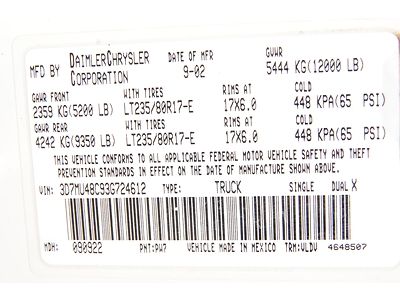 MFD BY DAIMLERCHRYSLER CORPORATION DATE OF MFR 9-02 GVWR 5444 KG(12000 LB)
GAWR FRONT WITH TIRES RIMS AT COLD
2359 KG(5200 LB) LT235/80R17-E 17X6.0 448 KPA(65 PSI)
GAWR REAR WITH TIRES RIMS AT COLD
4242 KG(9350 LB) LT235/80R17-E 17X6.0 448 KPA(65 PSI)
THIS VEHICLE CONFORMS TO ALL APPLICABLE FEDERAL MOTOR VEHICLE SAFETY AND THEFT
PREVENTION STANDARDS IN EFFECT ON THE DATE OF MANUFACTURE SHOWN ABOVE.
VIN: 3D7MU48C93G724612 TYPE: TRUCK SINGLE DUAL X
MDH: 090922 PNT:PW7 VEHICLE MADE IN MEXICO TRM:VLDV 4648507